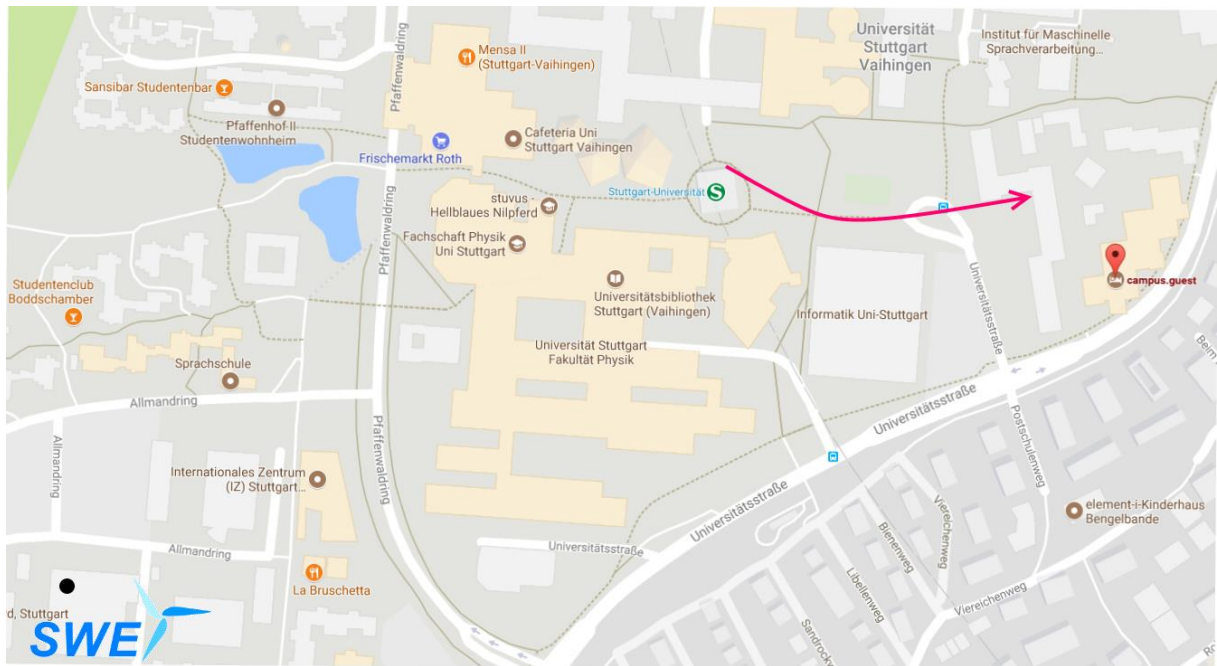 Universität
Stuttgart
Vaihingen
Institut für Maschinelle
Sprachverarbeitung...
Mensa II
(Stuttgart-Vaihingen)
Pfaffenwaldring
Sansibar Studentenbar
Pfaffenhof II
Studentenwohnheim
Cafeteria Uni
Stuttgart Vaihingen
Frischemarkt Roth
Stuttgart-Universität
S
stuvus -
Hellblaues Nilpferd
Pfaffenwaldring
Fachschaft Physik
Uni Stuttgart
campus.guest
Studentenclub
Boddschamber
Universitätsbibliothek
Stuttgart (Vaihingen)
Informatik Uni-Stuttgart
Universitätsstraße
Universität Stuttgart
Fakultät Physik
Sprachschule
Allmandring
Universitätsstraße
Postschulenweg
Allmandring
Pfaffenwaldring
Internationales Zentrum
(IZ) Stuttgart...
Universitätsstraße
Viereichenweg
element-i-Kinderhaus
Bengelbande
Allmandring
Universitätsstraße
Bienenweg
La Bruschetta
Libellenweg
Viereichenweg
d, Stuttgart
SWE